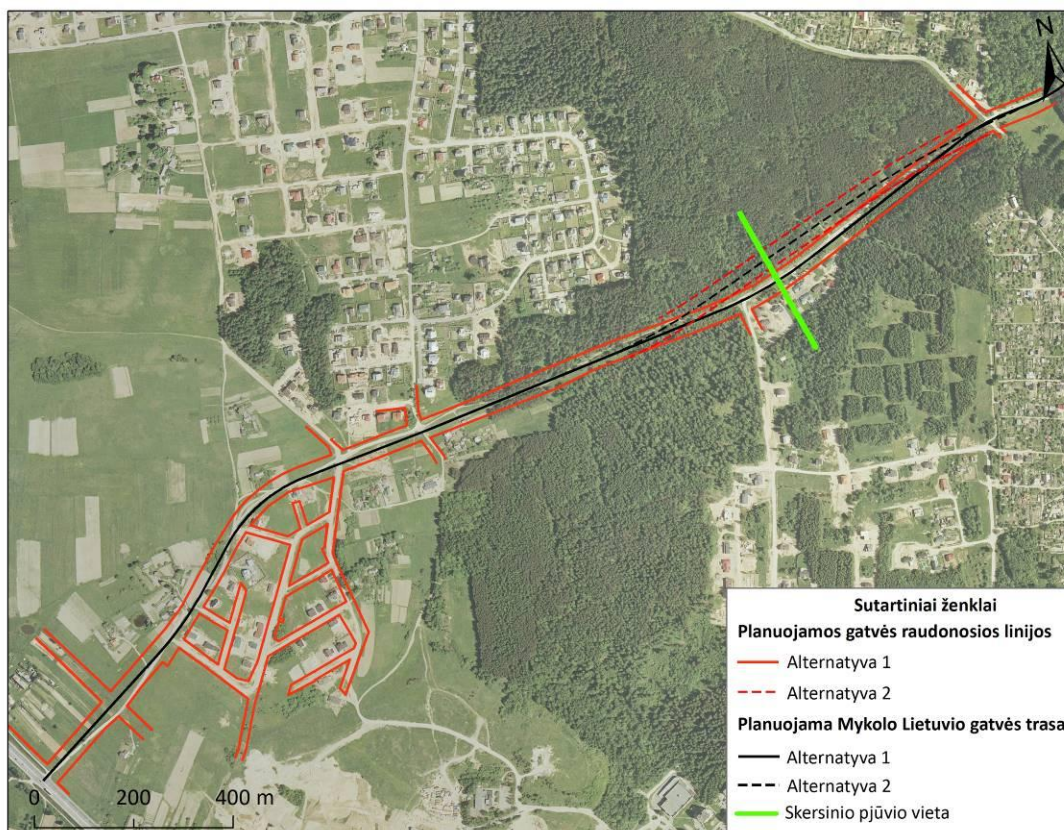 N
0 200 400 m
Sutartiniai ženklai
Planuojamos gatvės raudonosios linijos
Alternatyva 1
Alternatyva 2
Planuojama Mykolo Lietuvio gatvės trasa
Alternatyva 1
Alternatyva 2
Skersinio pjūvio vieta